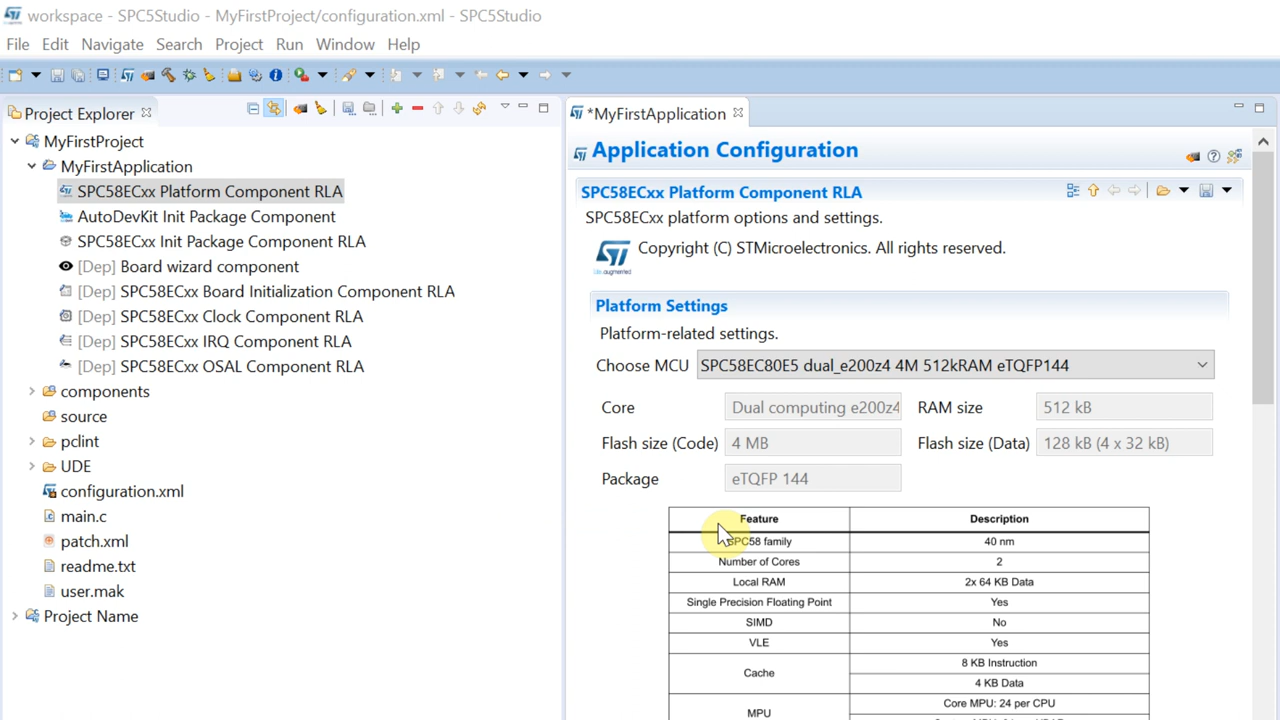 workspace - SPC5Studio - MyFirstProject/configuration.xml - SPC5Studio
File Edit Navigate Search Project Run Window Help
Project Explorer
MyFirstProject
MyFirstApplication
SPC58ECxx Platform Component RLA
AutoDevKit Init Package Component
SPC58ECxx Init Package Component RLA
[Dep] Board wizard component
[Dep] SPC58ECxx Board Initialization Component RLA
[Dep] SPC58ECxx Clock Component RLA
[Dep] SPC58ECxx IRQ Component RLA
[Dep] SPC58ECxx OSAL Component RLA
components
source
pclint
UDE
configuration.xml
main.c
patch.xml
readme.txt
user.mak
Project Name
*MyFirstApplication
Application Configuration
SPC58ECxx Platform Component RLA
SPC58ECxx platform options and settings.
ST
life.augmented
Copyright (C) STMicroelectronics. All rights reserved.
Platform Settings
Platform-related settings.
Choose MCU SPC58EC80E5 dual_e200z4 4M 512kRAM eTQFP144
Core Dual computing e200z4 RAM size 512 kB
Flash size (Code) 4 MB Flash size (Data) 128 kB (4 x 32 kB)
Package eTQFP 144
Feature Description
SPC58 family 40 nm
Number of Cores 2
Local RAM 2x 64 KB Data
Single Precision Floating Point Yes
SIMD No
VLE Yes
Cache 8 KB Instruction
4 KB Data
MPU Core MPU: 24 per CPU